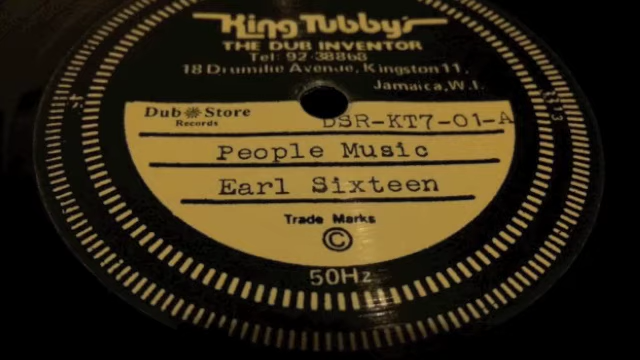 King Tubby's
THE DUB INVENTOR
Tel: 92-38868
18 Drumilie Avenue, Kingston 11,
Jamaica, W.I.
Dub Store
Records
DSR-KT7-01-A
People Music
Earl Sixteen
Trade Marks
©
50Hz